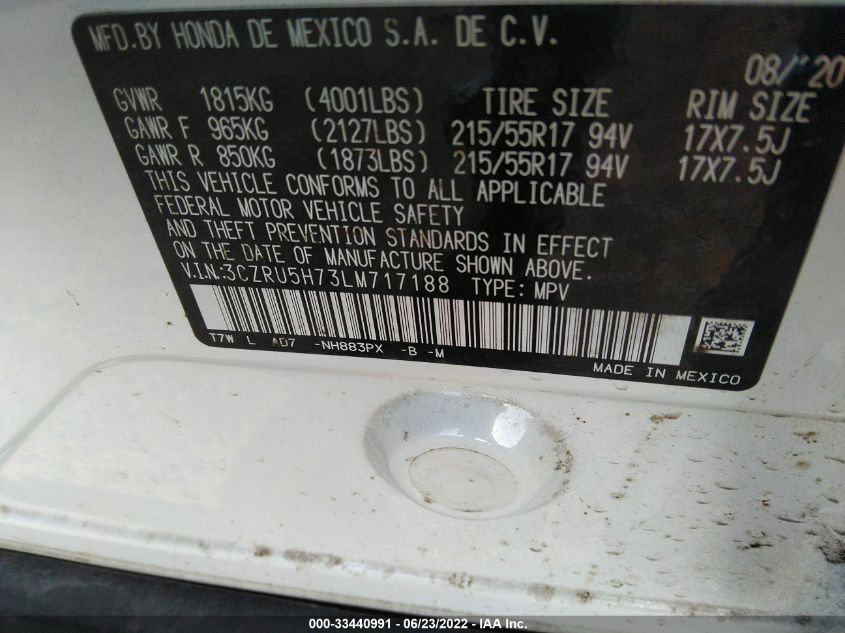 MFD.BY HONDA DE MEXICO S.A. DE C.V.
08/ 20
GVWR 1815KG (4001LBS) TIRE SIZE RIM SIZE
GAWR F 965KG (2127LBS) 215/55R17 94V 17X7.5J
GAWR R 850KG (1873LBS) 215/55R17 94V 17X7.5J
THIS VEHICLE CONFORMS TO ALL APPLICABLE
FEDERAL MOTOR VEHICLE SAFETY
AND THEFT PREVENTION STANDARDS IN EFFECT
ON THE DATE OF MANUFACTURE SHOWN ABOVE.
V.I.N:3CZRU5H73LM717188 TYPE: MPV
T7W L AD7 -NH883PX -B -M
MADE IN MEXICO
000-33440991 - 06/23/2022 - IAA, Inc.